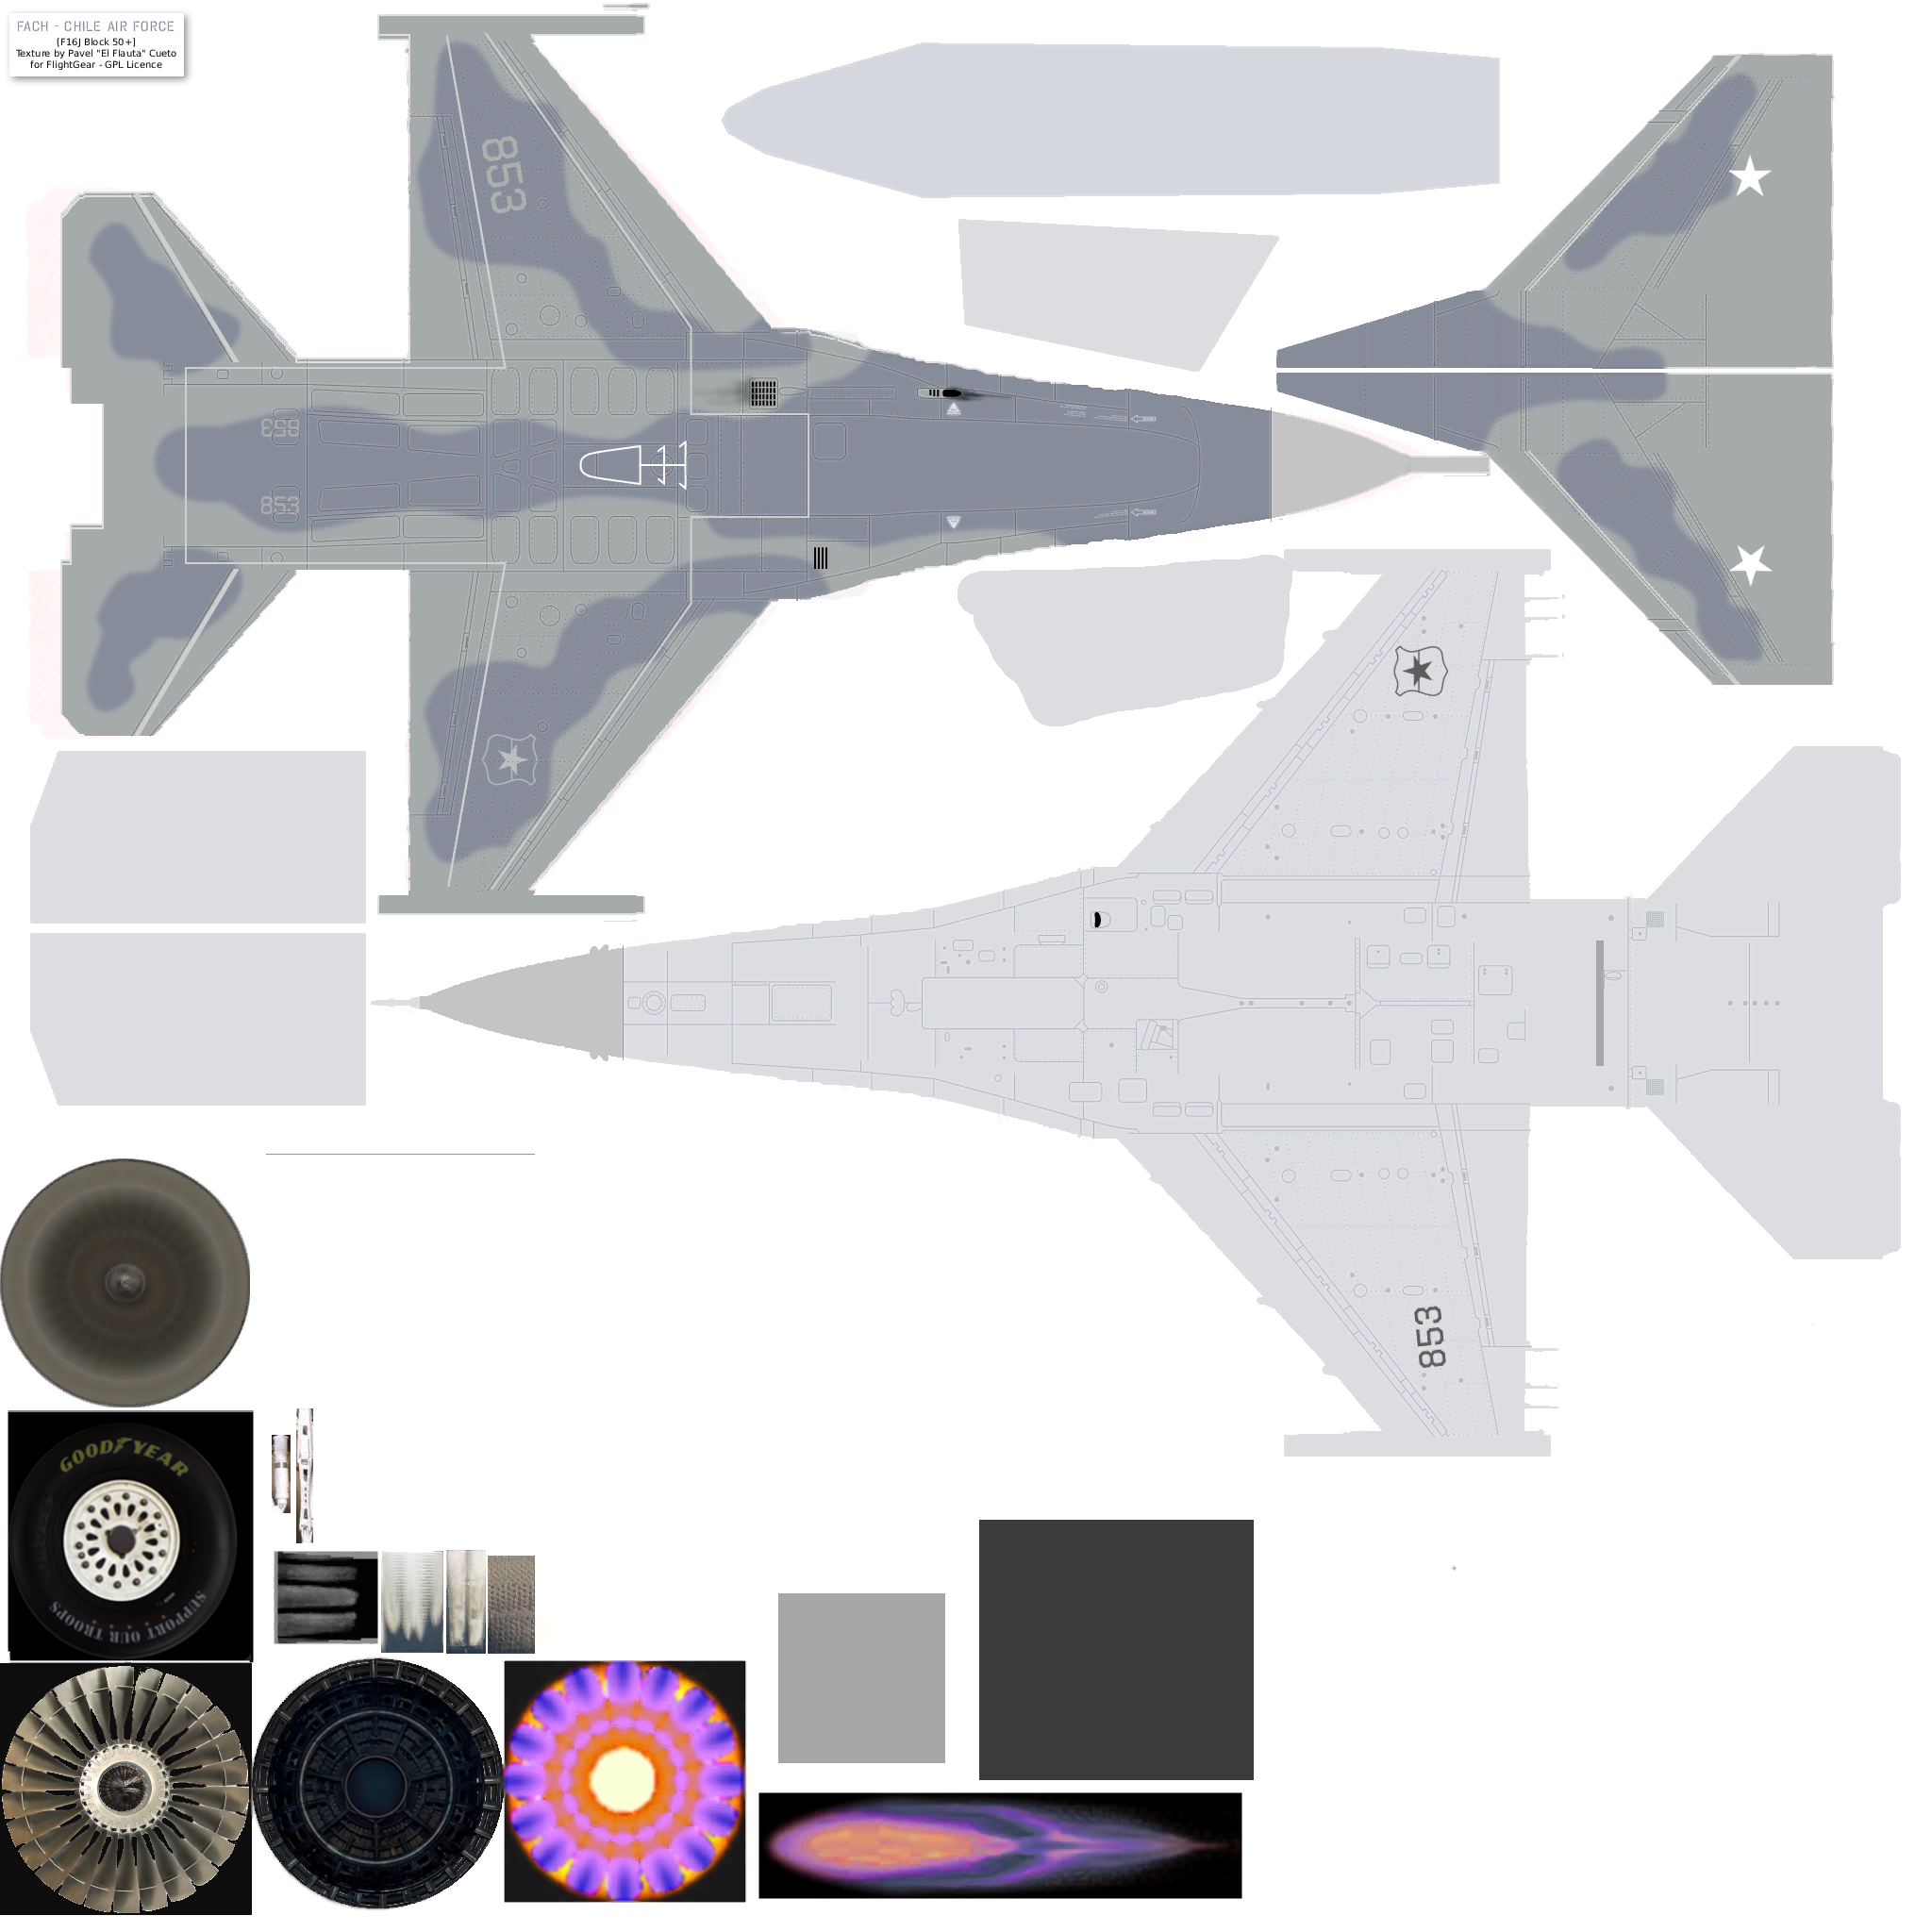 FACH - CHILE AIR FORCE
[F16J Block 50+]
Texture by Pavel "El Flauta" Cueto
for FlightGear - GPL Licence
853
853
853
853
GOODYEAR
SUPPORT OUR TROOPS